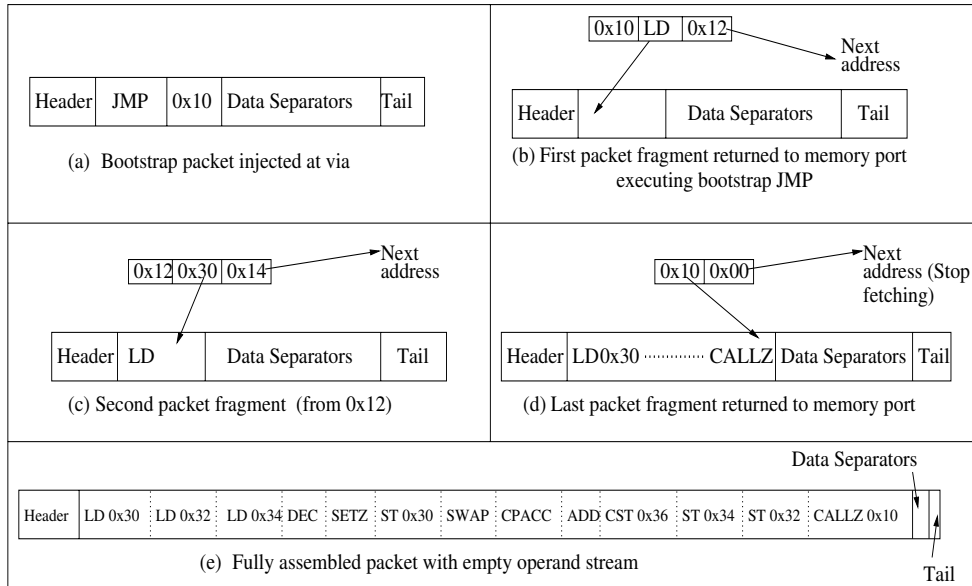 Header JMP 0x10 Data Separators Tail
(a) Bootstrap packet injected at via
0x10 LD 0x12
Next
address
Header Data Separators Tail
(b) First packet fragment returned to memory port
executing bootstrap JMP
0x12 0x30 0x14
Next
address
Header LD Data Separators Tail
(c) Second packet fragment (from 0x12)
0x10 0x00
Next
address (Stop
fetching)
Header LD0x30 ............ CALLZ Data Separators Tail
(d) Last packet fragment returned to memory port
Data Separators
Header LD 0x30 LD 0x32 LD 0x34 DEC SETZ ST 0x30 SWAP CPACC ADD CST 0x36 ST 0x34 ST 0x32 CALLZ 0x10
(e) Fully assembled packet with empty operand stream
Tail